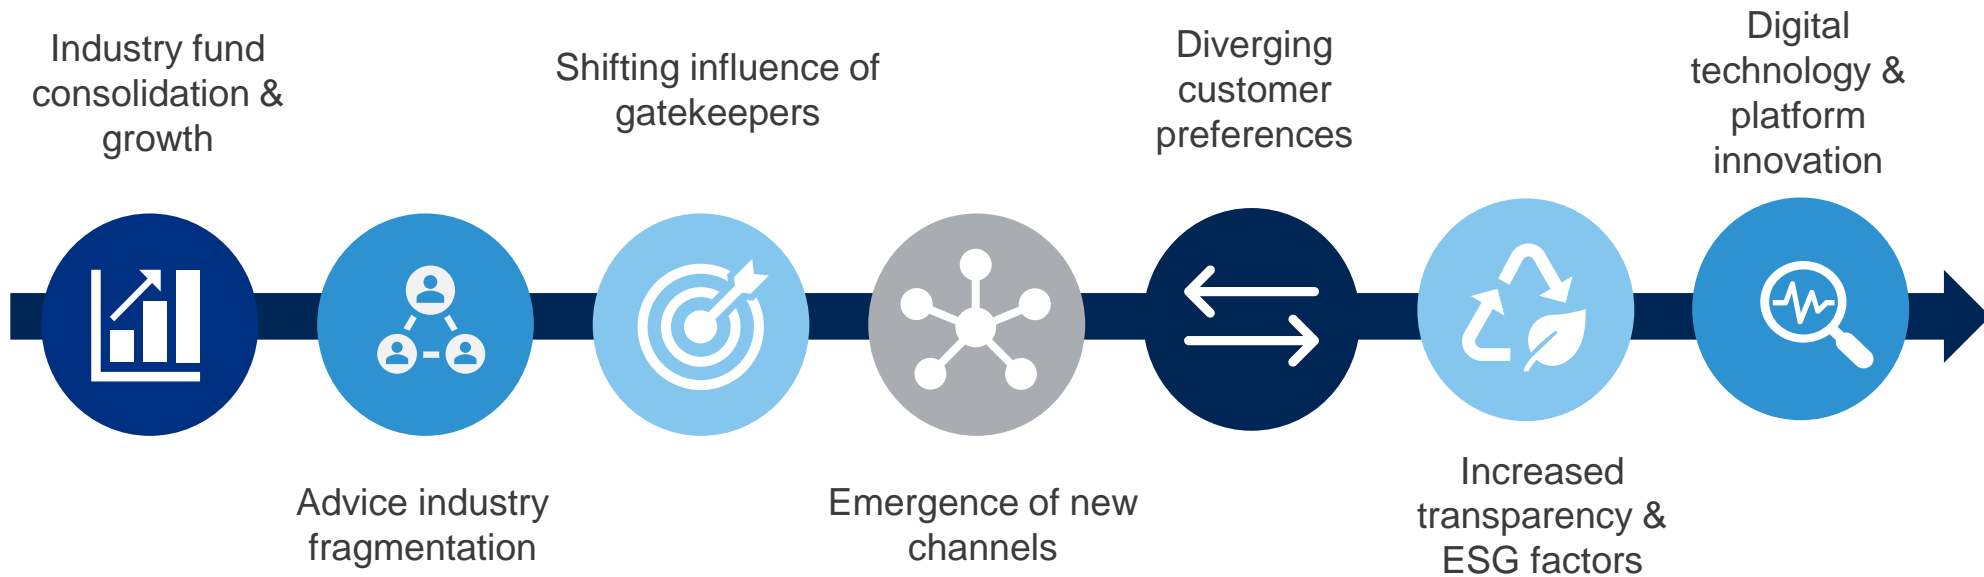 Industry fund
consolidation &
growth
Advice industry
fragmentation
Shifting influence of
gatekeepers
Emergence of new
channels
Diverging
customer
preferences
Increased
transparency &
ESG factors
Digital
technology &
platform
innovation